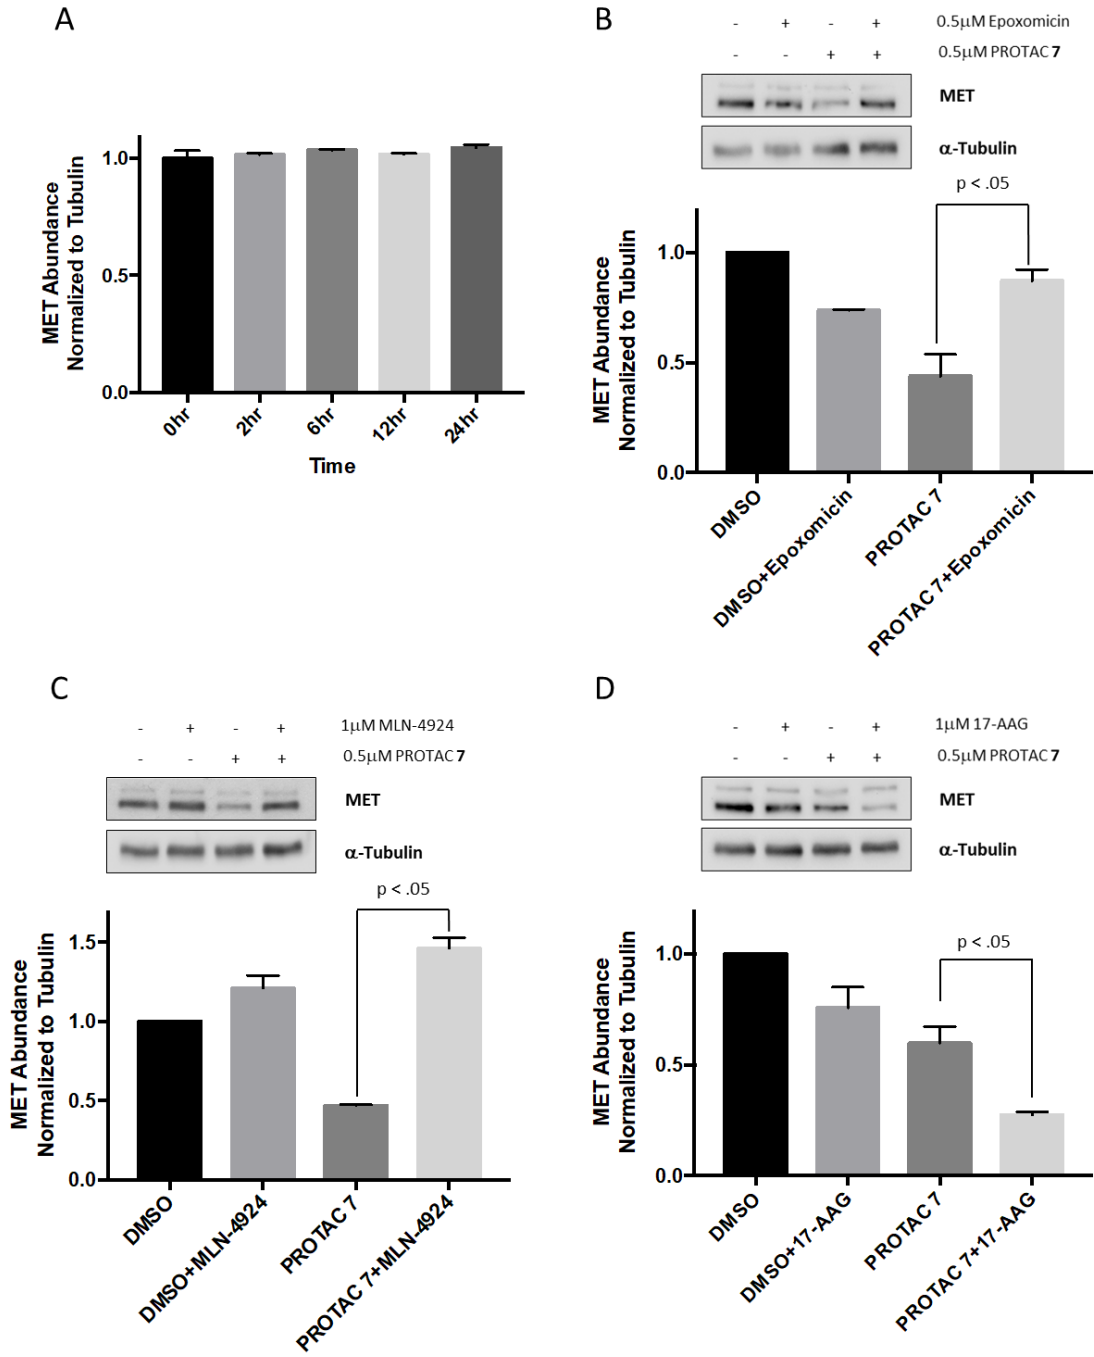 A
MET Abundance
Normalized to Tubulin
1.0
0.5
0.0
0hr
2hr
6hr
12hr
24hr
Time
B
- + - + 0.5μM Epoxomicin
- - + + 0.5μM PROTAC 7
MET
α-Tubulin
p < .05
MET Abundance
Normalized to Tubulin
1.0
0.5
0.0
DMSO
DMSO+Epoxomicin
PROTAC 7
PROTAC 7+Epoxomicin
C
- + - + 1μM MLN-4924
- - + + 0.5μM PROTAC 7
MET
α-Tubulin
p < .05
MET Abundance
Normalized to Tubulin
1.5
1.0
0.5
0.0
DMSO
DMSO+MLN-4924
PROTAC 7
PROTAC 7+MLN-4924
D
- + - + 1μM 17-AAG
- - + + 0.5μM PROTAC 7
MET
α-Tubulin
p < .05
MET Abundance
Normalized to Tubulin
1.0
0.5
0.0
DMSO
DMSO+17-AAG
PROTAC 7
PROTAC 7+17-AAG